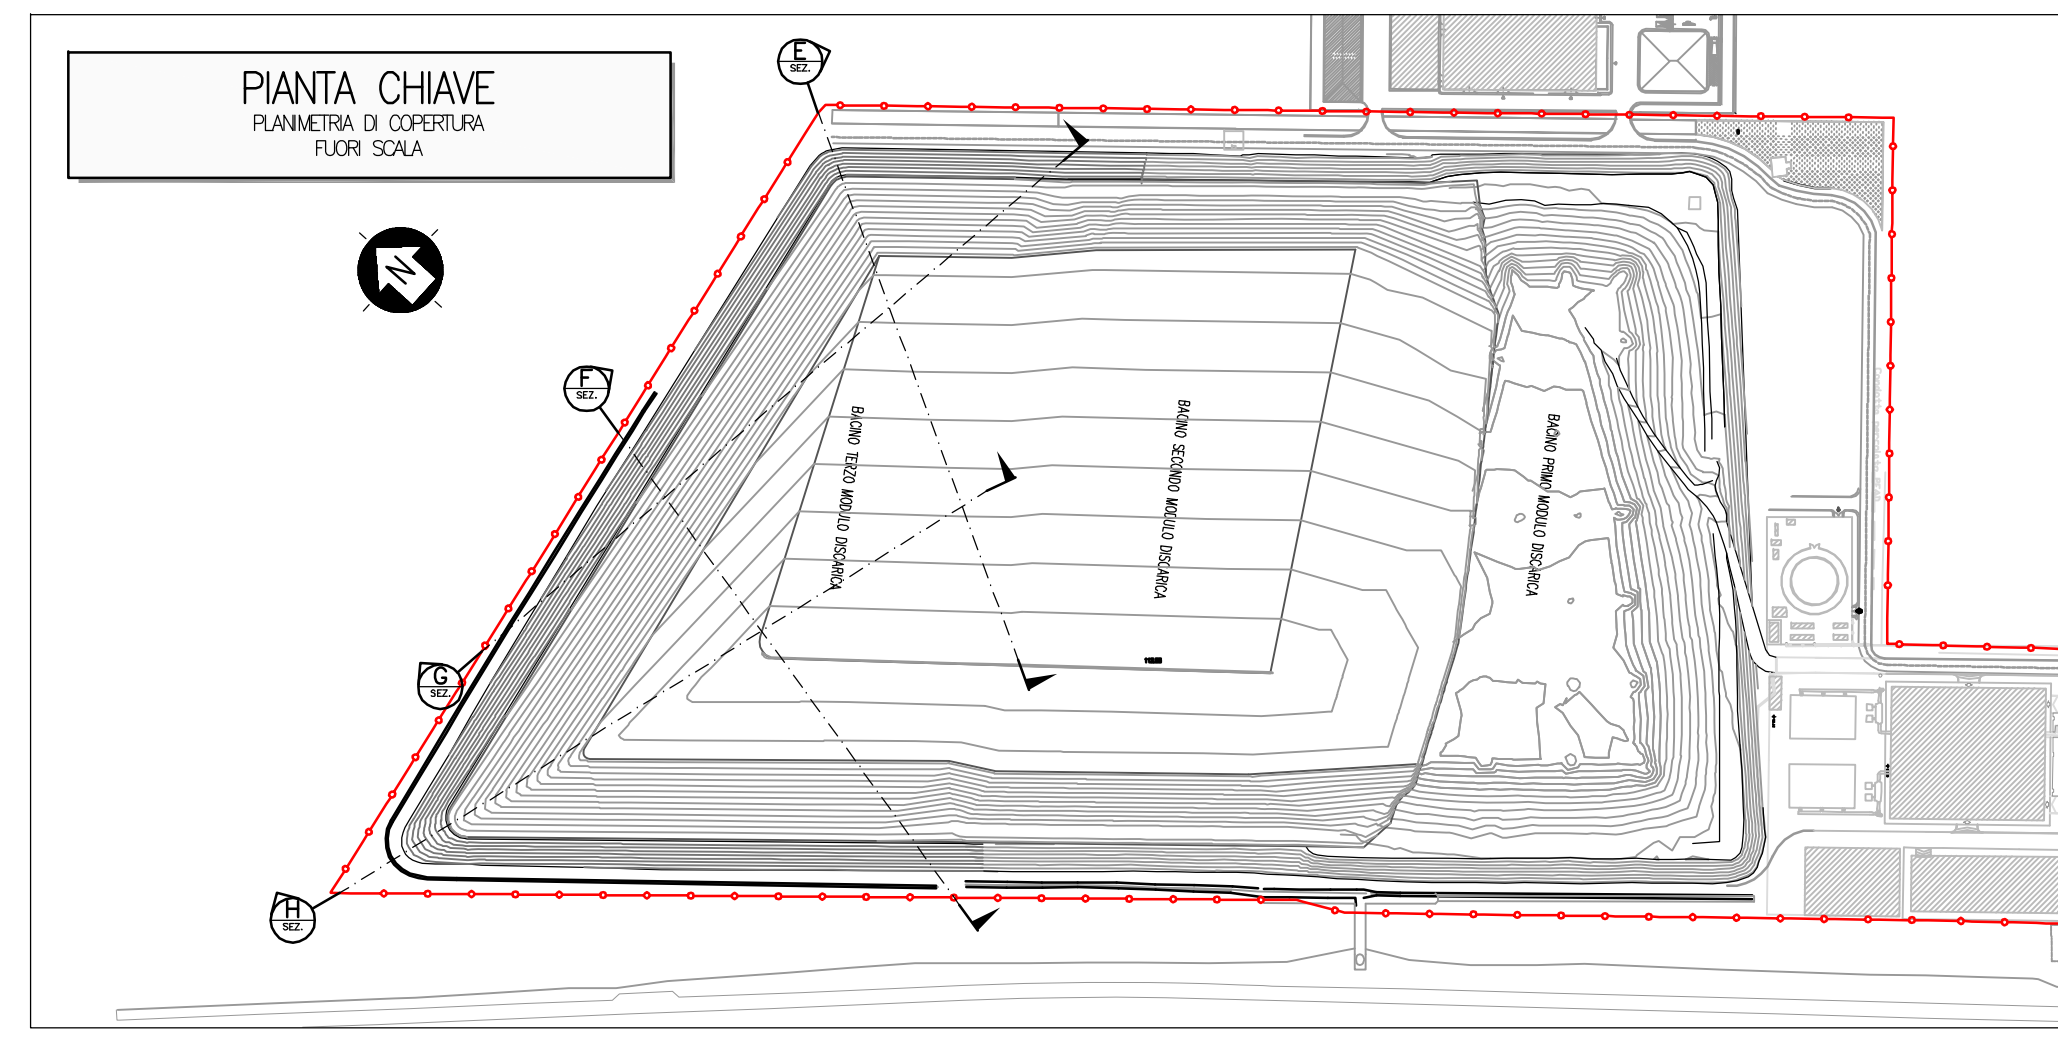 PIANTA CHIAVE
PLANIMETRIA DI COPERTURA
FUORI SCALA
N
E
SEZ.
F
SEZ.
G
SEZ.
H
SEZ.
BACINO TERZO MODULO DISCARICA
BACINO SECONDO MODULO DISCARICA
BACINO PRIMO MODULO DISCARICA